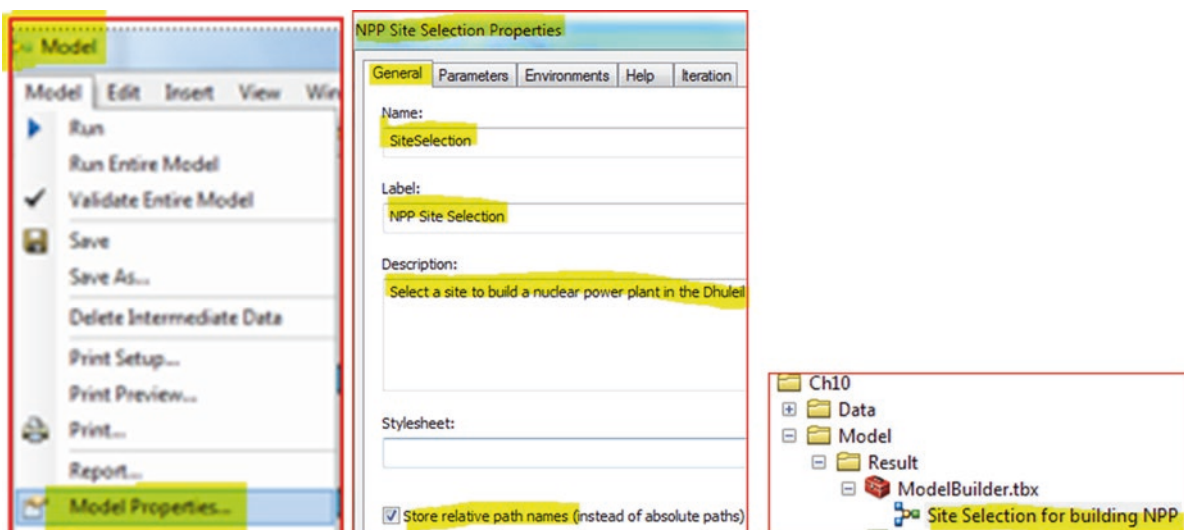 Model
Model Edit Insert View Win
Run
Run Entire Model
Validate Entire Model
Save
Save As...
Delete Intermediate Data
Print Setup...
Print Preview...
Print...
Report...
Model Properties...
NPP Site Selection Properties
General Parameters Environments Help Iteration
Name:
SiteSelection
Label:
NPP Site Selection
Description:
Select a site to build a nuclear power plant in the Dhuleil
Stylesheet:
Store relative path names (instead of absolute paths)
Ch10
Data
Model
Result
ModelBuilder.tbx
Site Selection for building NPP